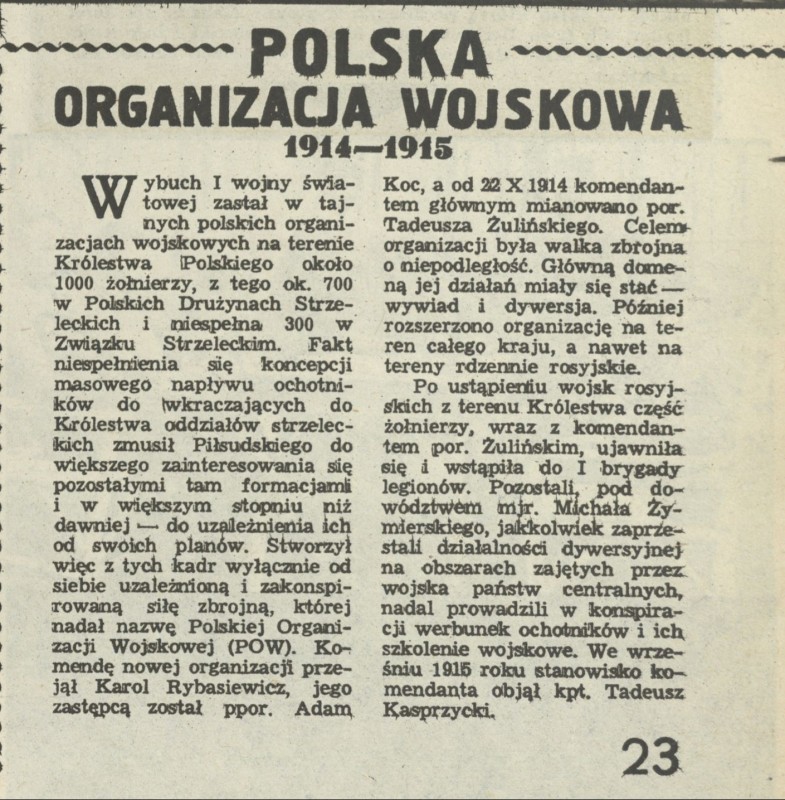 POLSKA
ORGANIZACJA WOJSKOWA
1914—1915
Wybuch I wojny świa-
towej zastał w taj-
nych polskich organi-
zacjach wojskowych na terenie
Królestwa Polskiego około
1000 żołnierzy, z tego ok. 700
w Polskich Drużynach Strze-
leckich i niespełna 300 w
Związku Strzeleckim. Fakt
niespełnienia się koncepcji
masowego napływu ochotni-
ków do wkraczających do
Królestwa oddziałów strzelec-
kich zmusił Piłsudskiego do
większego zainteresowania się
pozostałymi tam formacjami
i w większym stopniu niż
dawniej — do uzależnienia ich
od swoich planów. Stworzył
więc z tych kadr wyłącznie od
siebie uzależnioną i zakonspi-
rowaną siłę zbrojną, której
nadał nazwę Polskiej Organi-
zacji Wojskowej (POW). Ko-
mendę nowej organizacji prze-
jął Karol Rybasiewicz, jego
zastępcą został ppor. Adam
Koc, a od 22 X 1914 komendan-
tem głównym mianowano por.
Tadeusza Żulińskiego. Celem
organizacji była walka zbrojna
o niepodległość. Główną dome-
ną jej działań miały się stać —
wywiad i dywersja. Później
rozszerzono organizację na te-
ren całego kraju, a nawet na
tereny rdzennie rosyjskie.
Po ustąpieniu wojsk rosyj-
skich z terenu Królestwa część
żołnierzy, wraz z komendan-
tem por. Żulińskim, ujawniła
się i wstąpiła do I brygady
legionów. Pozostali, pod do-
wództwem mjr. Michała Ży-
mierskiego, jakkolwiek zaprze-
stali działalności dywersyjnej
na obszarach zajętych przez
wojska państw centralnych,
nadal prowadzili w konspira-
cji werbunek ochotników i ich
szkolenie wojskowe. We wrze-
śniu 1915 roku stanowisko ko-
mendanta objął kpt. Tadeusz
Kasprzycki.
23